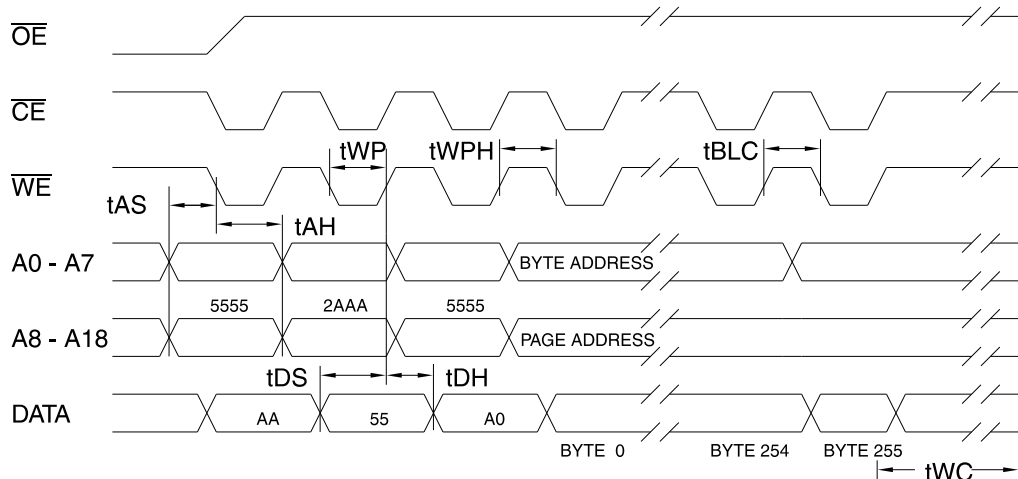 OE
CE
tWP tWPH tBLC
WE
tAS
tAH
A0 - A7 BYTE ADDRESS
5555 2AAA 5555
A8 - A18 PAGE ADDRESS
tDS tDH
DATA AA 55 A0
BYTE 0 BYTE 254 BYTE 255
tWC